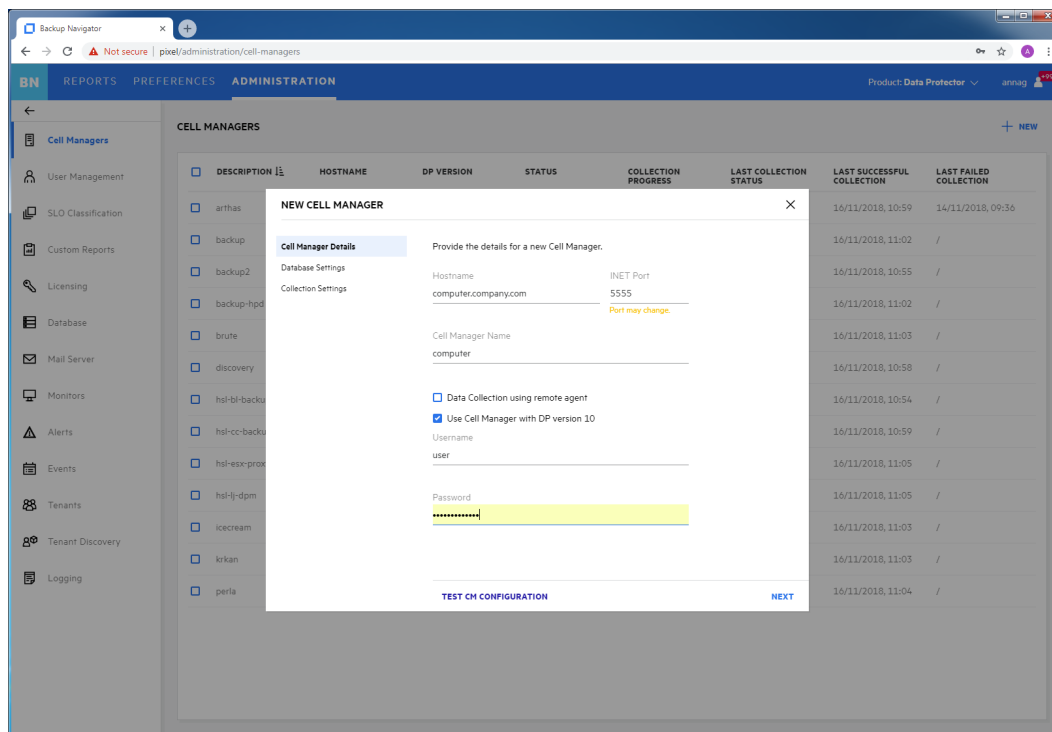 Backup Navigator
Not secure | pixel/administration/cell-managers
A
BN REPORTS PREFERENCES ADMINISTRATION Product: Data Protector annag
CELL MANAGERS + NEW
Cell Managers
User Management
SLO Classification
Custom Reports
Licensing
Database
Mail Server
Monitors
Alerts
Events
Tenants
Tenant Discovery
Logging
DESCRIPTION HOSTNAME DP VERSION STATUS COLLECTION PROGRESS LAST COLLECTION STATUS LAST SUCCESSFUL COLLECTION LAST FAILED COLLECTION
arthas 16/11/2018, 10:59 14/11/2018, 09:36
backup 16/11/2018, 11:02 /
backup2 16/11/2018, 10:55 /
backup-hpd 16/11/2018, 11:02 /
brute 16/11/2018, 11:03 /
discovery 16/11/2018, 10:58 /
hsl-bl-backu 16/11/2018, 10:54 /
hsl-cc-backu 16/11/2018, 10:59 /
hsl-esx-prox 16/11/2018, 11:05 /
hsl-lj-dpm 16/11/2018, 11:05 /
icecream 16/11/2018, 11:03 /
krkan 16/11/2018, 11:03 /
perla 16/11/2018, 11:04 /
NEW CELL MANAGER
Cell Manager Details
Database Settings
Collection Settings
Provide the details for a new Cell Manager.
Hostname INET Port
computer.company.com 5555
Port may change.
Cell Manager Name
computer
Data Collection using remote agent
Use Cell Manager with DP version 10
Username
user
Password
•••••••••••••
TEST CM CONFIGURATION NEXT